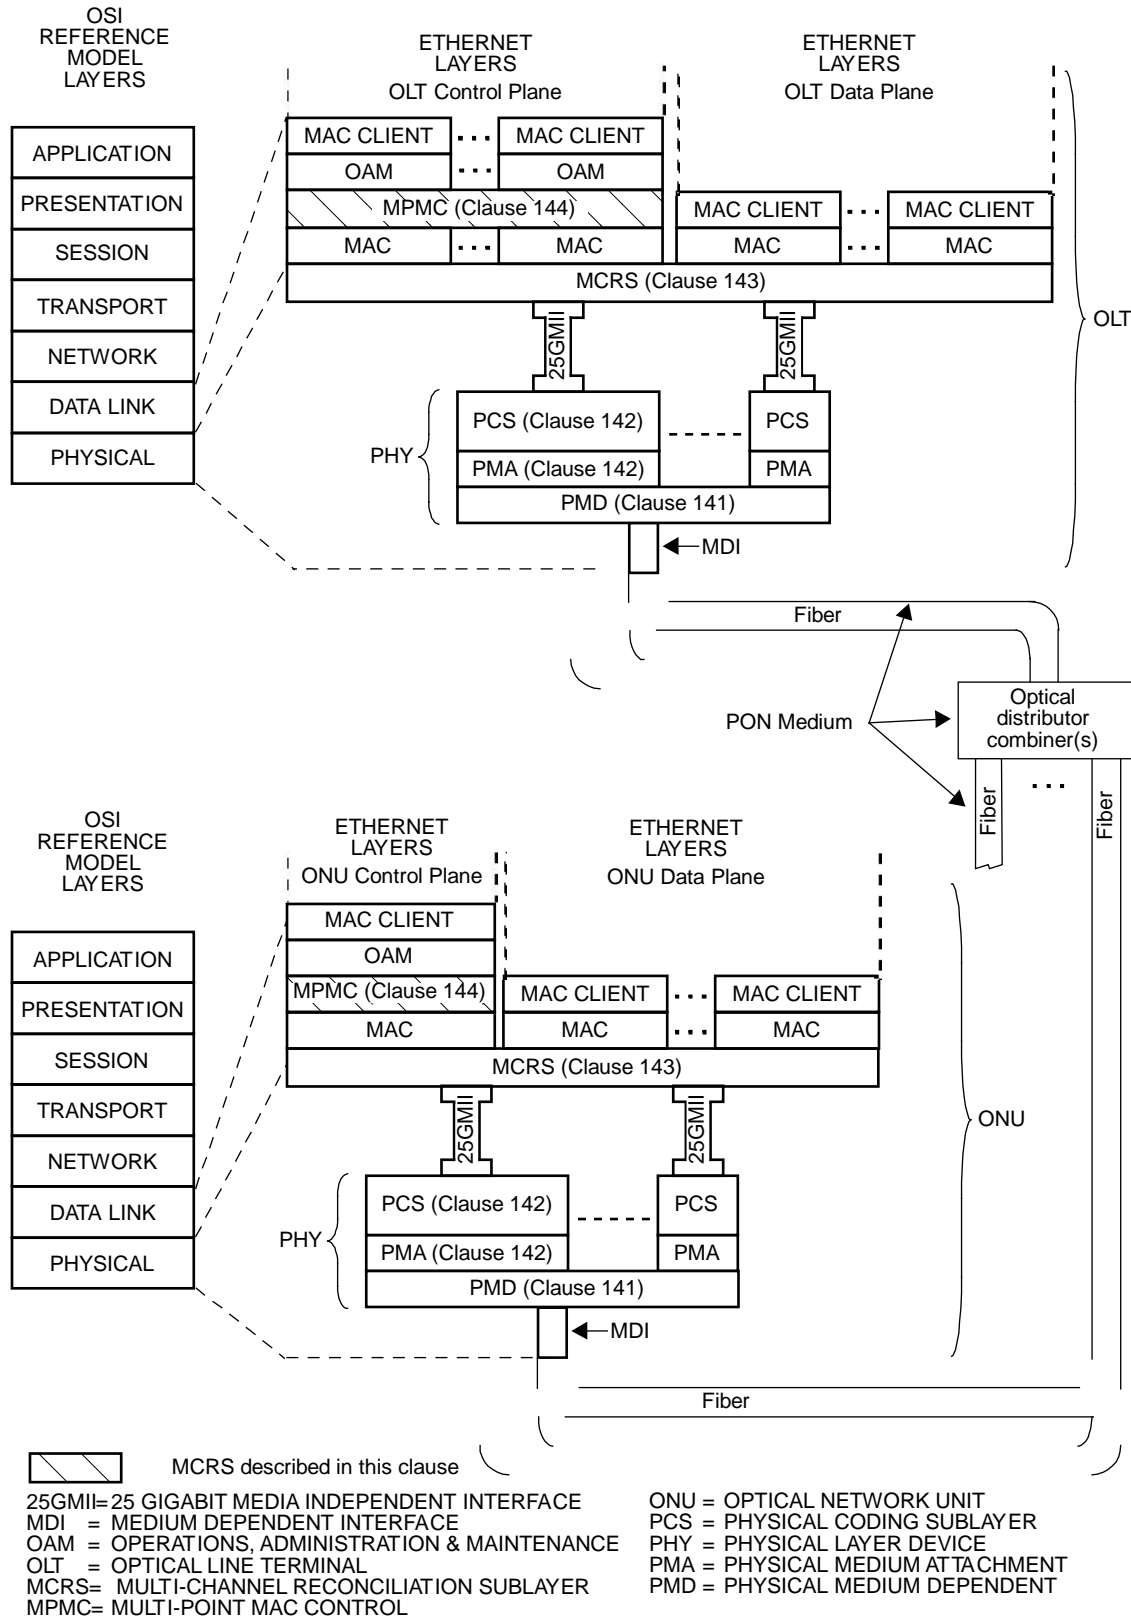 OSI
REFERENCE
MODEL
LAYERS
ETHERNET
LAYERS
OLT Control Plane
ETHERNET
LAYERS
OLT Data Plane
APPLICATION
PRESENTATION
SESSION
TRANSPORT
NETWORK
DATA LINK
PHYSICAL
MAC CLIENT ... MAC CLIENT
OAM ... OAM
MPMC (Clause 144)
MAC ... MAC
MAC CLIENT ... MAC CLIENT
MAC ... MAC
MCRS (Clause 143)
OLT
25GMII
25GMII
PHY
PCS (Clause 142)
PCS
PMA (Clause 142)
PMA
PMD (Clause 141)
MDI
Fiber
PON Medium
Optical
distributor
combiner(s)
...
Fiber
Fiber
OSI
REFERENCE
MODEL
LAYERS
ETHERNET
LAYERS
ONU Control Plane
ETHERNET
LAYERS
ONU Data Plane
APPLICATION
PRESENTATION
SESSION
TRANSPORT
NETWORK
DATA LINK
PHYSICAL
MAC CLIENT
OAM
MPMC (Clause 144)
MAC
MAC CLIENT ... MAC CLIENT
MAC ... MAC
MCRS (Clause 143)
ONU
25GMII
25GMII
PHY
PCS (Clause 142)
PCS
PMA (Clause 142)
PMA
PMD (Clause 141)
MDI
Fiber
MCRS described in this clause
25GMII= 25 GIGABIT MEDIA INDEPENDENT INTERFACE
MDI = MEDIUM DEPENDENT INTERFACE
OAM = OPERATIONS, ADMINISTRATION & MAINTENANCE
OLT = OPTICAL LINE TERMINAL
MCRS= MULTI-CHANNEL RECONCILIATION SUBLAYER
MPMC= MULTI-POINT MAC CONTROL
ONU = OPTICAL NETWORK UNIT
PCS = PHYSICAL CODING SUBLAYER
PHY = PHYSICAL LAYER DEVICE
PMA = PHYSICAL MEDIUM ATTACHMENT
PMD = PHYSICAL MEDIUM DEPENDENT